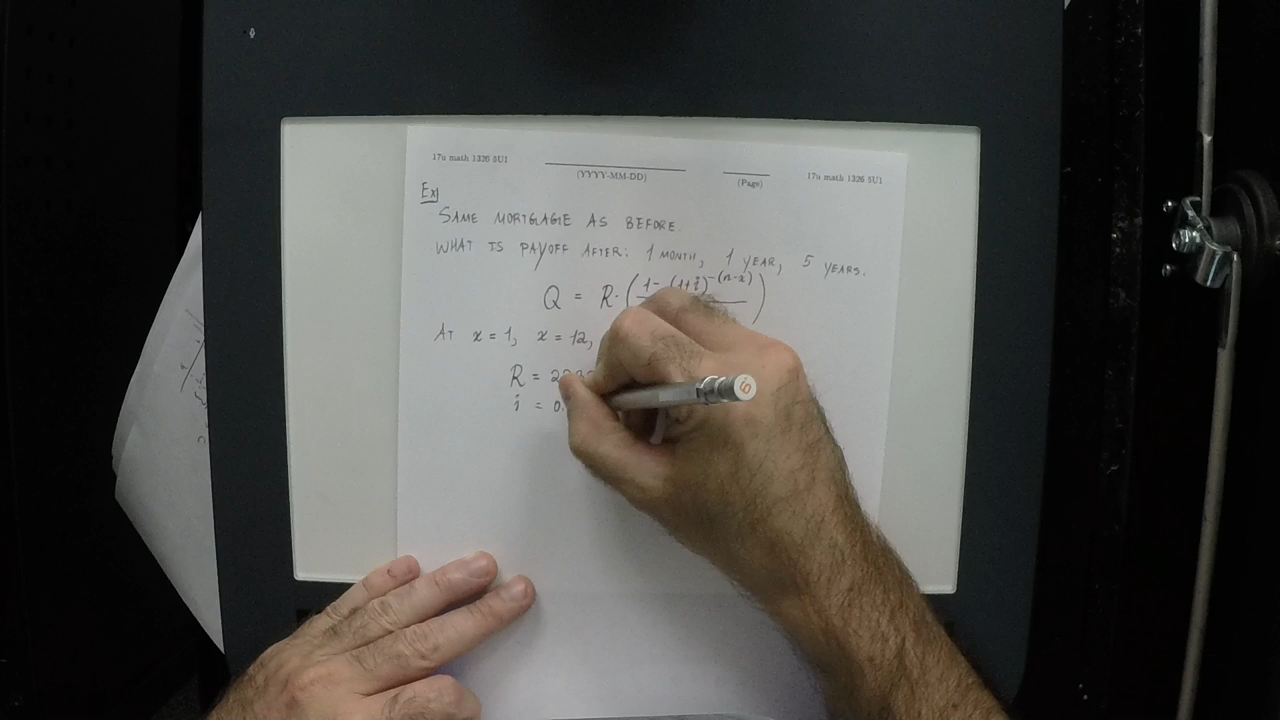 17u math 1326 5U1 (YYYY-MM-DD) (Page) 17u math 1326 5U1
Ex
SAME MORTGAGE AS BEFORE.
WHAT IS PAYOFF AFTER: 1 MONTH, 1 YEAR, 5 YEARS.
Q = R· (1-(1+i)^-(n-x))
AT x = 1, x = 12,
R =
i = 0.